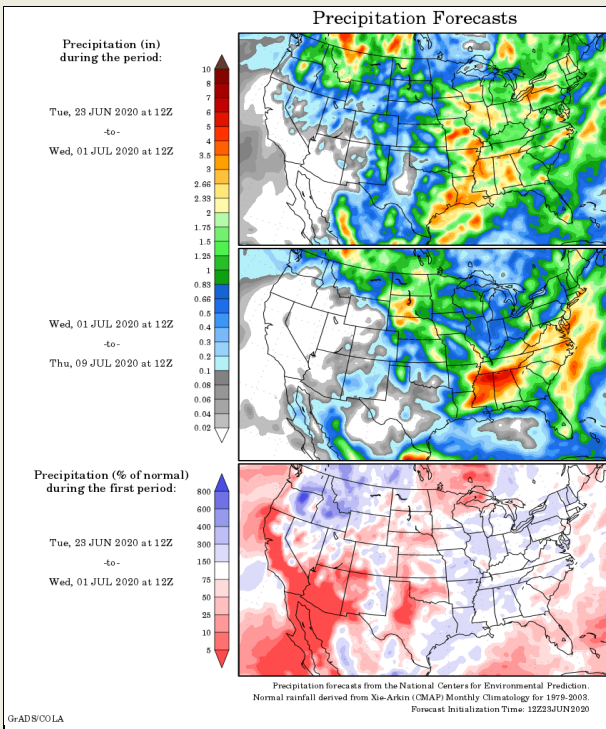 Precipitation Forecasts
Precipitation (in)
during the period:
Tue, 23 JUN 2020 at 12Z
-to-
Wed, 01 JUL 2020 at 12Z
10
8
7
6
5
4
3.5
3
2.66
2.33
2
1.75
1.5
1.25
1
0.83
0.66
0.5
0.4
0.3
0.2
0.1
0.08
0.06
0.04
0.02
Wed, 01 JUL 2020 at 12Z
-to-
Thu, 09 JUL 2020 at 12Z
Precipitation (% of normal)
during the first period:
Tue, 23 JUN 2020 at 12Z
-to-
Wed, 01 JUL 2020 at 12Z
800
600
400
300
150
75
50
25
10
5
Precipitation forecasts from the National Centers for Environmental Prediction.
Normal rainfall derived from Xie-Arkin (CMAP) Monthly Climatology for 1979-2003.
Forecast Initialization Time: 12Z23JUN2020
GrADS/COLA